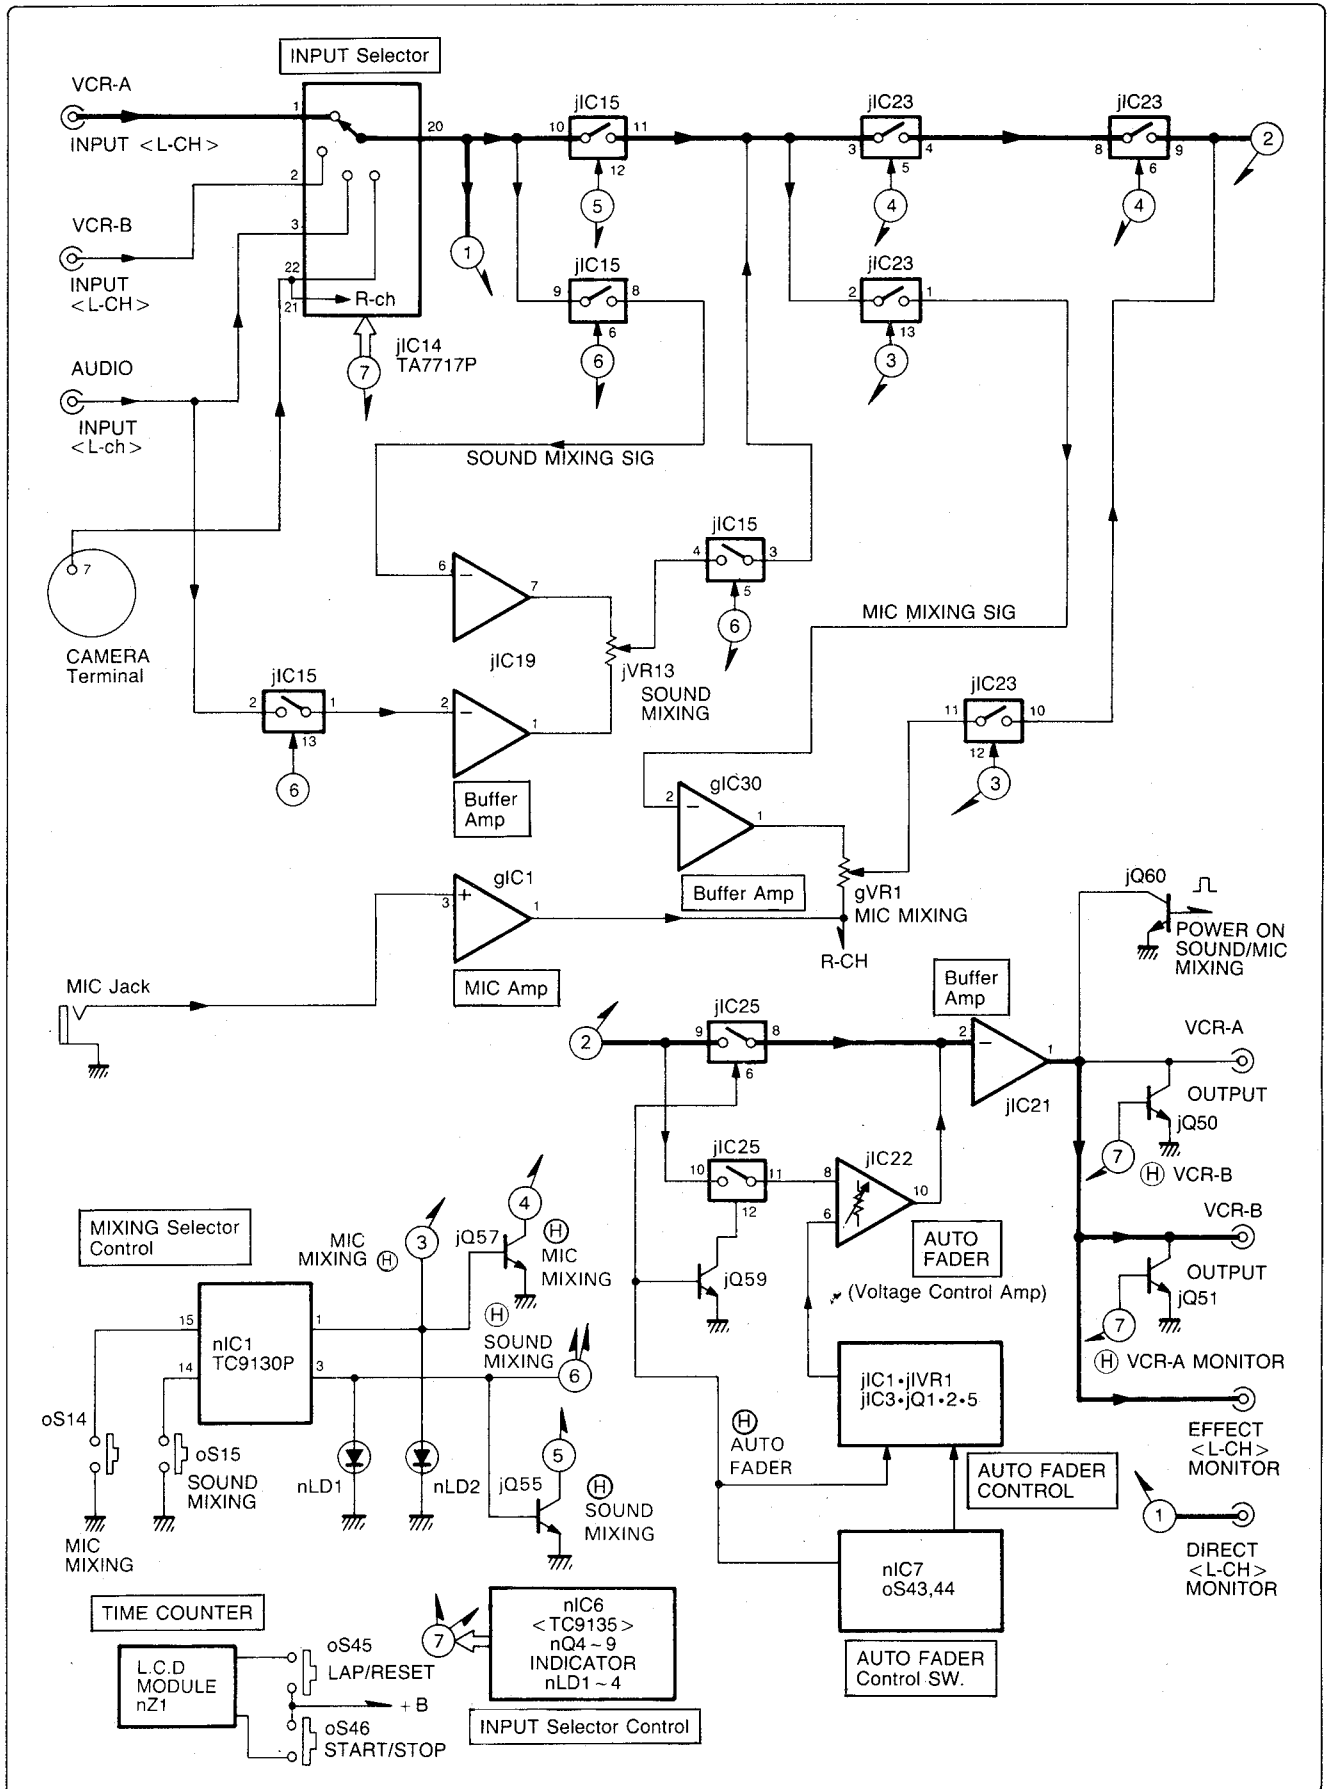 INPUT Selector
VCR-A
INPUT <L-CH>
1
20
jIC15
10
11
12
5
jIC23
3
4
5
4
jIC23
8
9
6
4
2
2
VCR-B
INPUT
<L-CH>
3
22
21
R-ch
jIC14
TA7717P
7
1
jIC15
9
8
6
6
jIC23
2
1
13
3
AUDIO
INPUT
<L-ch>
SOUND MIXING SIG
7
CAMERA
Terminal
6
7
jIC19
jVR13
SOUND
MIXING
jIC15
4
3
5
6
MIC MIXING SIG
jIC15
2
1
13
6
2
1
Buffer
Amp
jIC23
11
10
12
3
gIC30
2
1
Buffer Amp
gVR1
MIC MIXING
R-CH
gIC1
3
+
1
MIC Amp
MIC Jack
jQ60
POWER ON
SOUND/MIC
MIXING
Buffer
Amp
2
jIC25
9
8
6
2
1
jIC21
VCR-A
OUTPUT
jQ50
7
H VCR-B
jIC25
10
11
12
jIC22
8
6
10
AUTO
FADER
(Voltage Control Amp)
jQ59
VCR-B
OUTPUT
jQ51
7
H VCR-A MONITOR
MIXING Selector
Control
MIC
MIXING H
3
jQ57
4
H
MIC
MIXING
H
SOUND
MIXING
6
15
14
nIC1
TC9130P
1
3
oS14
oS15
SOUND
MIXING
MIC
MIXING
nLD1
nLD2
jQ55
5
H
SOUND
MIXING
H
AUTO
FADER
jIC1•jIVR1
jIC3•jQ1•2•5
AUTO FADER
CONTROL
EFFECT
<L-CH>
MONITOR
1
DIRECT
<L-CH>
MONITOR
nIC7
oS43,44
AUTO FADER
Control SW.
TIME COUNTER
L.C.D
MODULE
nZ1
oS45
LAP/RESET
+ B
oS46
START/STOP
7
nIC6
<TC9135>
nQ4~9
INDICATOR
nLD1~4
INPUT Selector Control